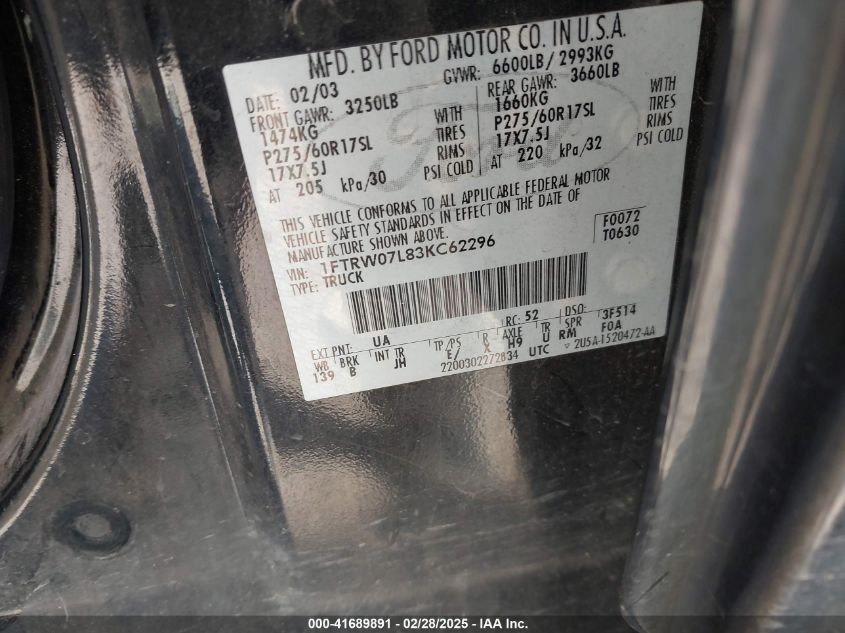 MFD. BY FORD MOTOR CO. IN U.S.A.
DATE: 02/03 GVWR: 6600LB/ 2993KG
FRONT GAWR: 3250LB REAR GAWR: 3660LB
1474KG WITH 1660KG WITH
P275/60R17SL TIRES P275/60R17SL TIRES
17X7.5J RIMS 17X7.5J RIMS
AT 205 kPa/30 PSI COLD AT 220 kPa/32 PSI COLD
THIS VEHICLE CONFORMS TO ALL APPLICABLE FEDERAL MOTOR
VEHICLE SAFETY STANDARDS IN EFFECT ON THE DATE OF
MANUFACTURE SHOWN ABOVE.
F0072
VIN: 1FTRW07L83KC62296 T0630
TYPE: TRUCK
EXT PNT: UA RC: 52 DSO: 3F514
WB BRK INT TR TP/PS R AXLE TR SPR F0A
139 B JH E/ X H9 U RM
2200302272834 UTC ▽ 2U5A-1520472-AA
Ford
000-41689891 - 02/28/2025 - IAA Inc.